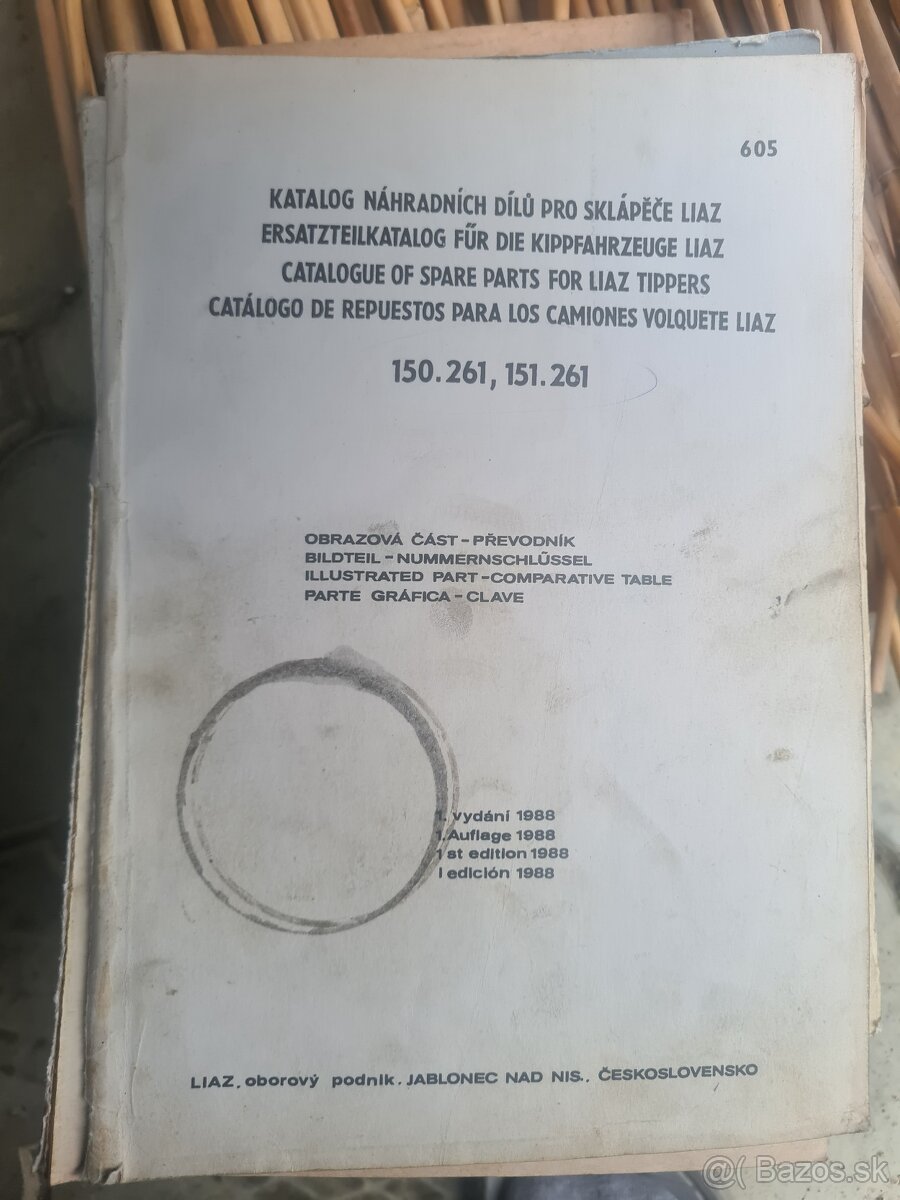 605
KATALOG NÁHRADNÍCH DÍLŮ PRO SKLÁPĚČE LIAZ
ERSATZTEILKATALOG FŰR DIE KIPPFAHRZEUGE LIAZ
CATALOGUE OF SPARE PARTS FOR LIAZ TIPPERS
CATÁLOGO DE REPUESTOS PARA LOS CAMIONES VOLQUETE LIAZ
150.261, 151.261
OBRAZOVÁ ČÁST – PŘEVODNÍK
BILDTEIL – NUMMERNSCHLŰSSEL
ILLUSTRATED PART – COMPARATIVE TABLE
PARTE GRÁFICA – CLAVE
1. vydání 1988
1. Auflage 1988
1 st edition 1988
I edición 1988
LIAZ, oborový podnik. JABLONEC NAD NIS., ČESKOSLOVENSKO
@( Bazos.sk